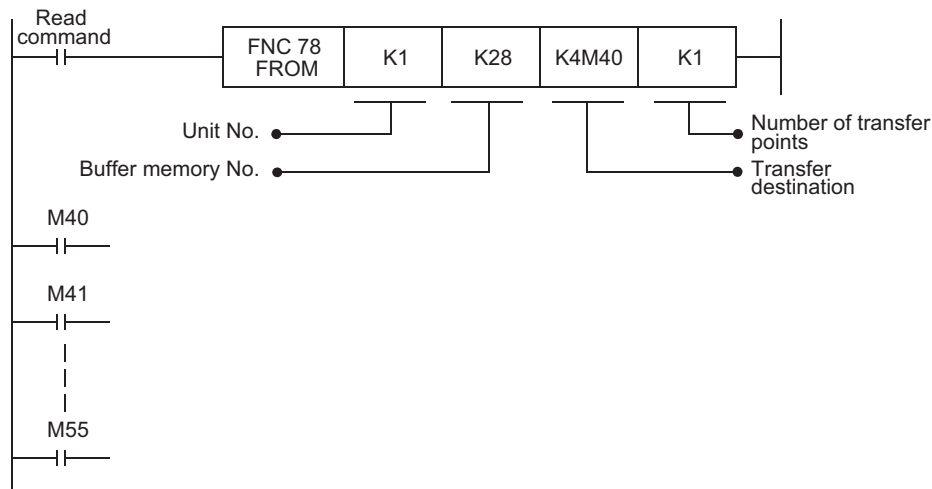 Read
command
FNC 78
FROM
K1
K28
K4M40
K1
Unit No.
Number of transfer
points
Buffer memory No.
Transfer
destination
M40
M41
M55